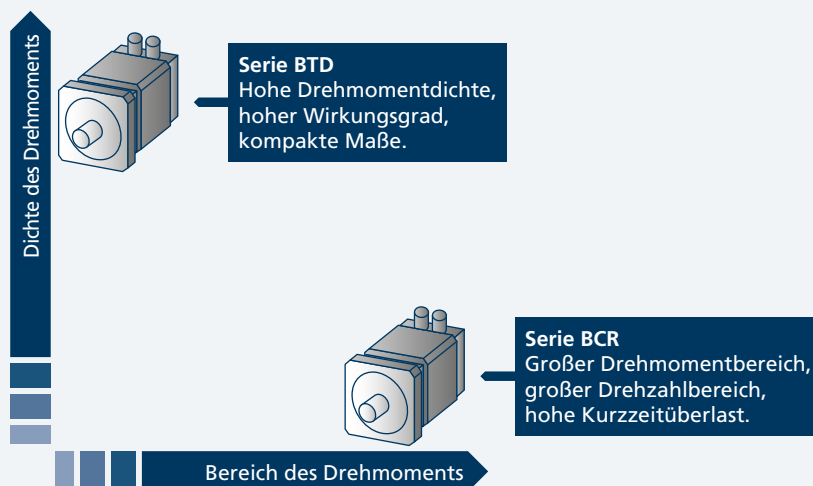 Dichte des Drehmoments
Serie BTD
Hohe Drehmomentdichte,
hoher Wirkungsgrad,
kompakte Maße.
Serie BCR
Großer Drehmomentbereich,
großer Drehzahlbereich,
hohe Kurzzeitüberlast.
Bereich des Drehmoments